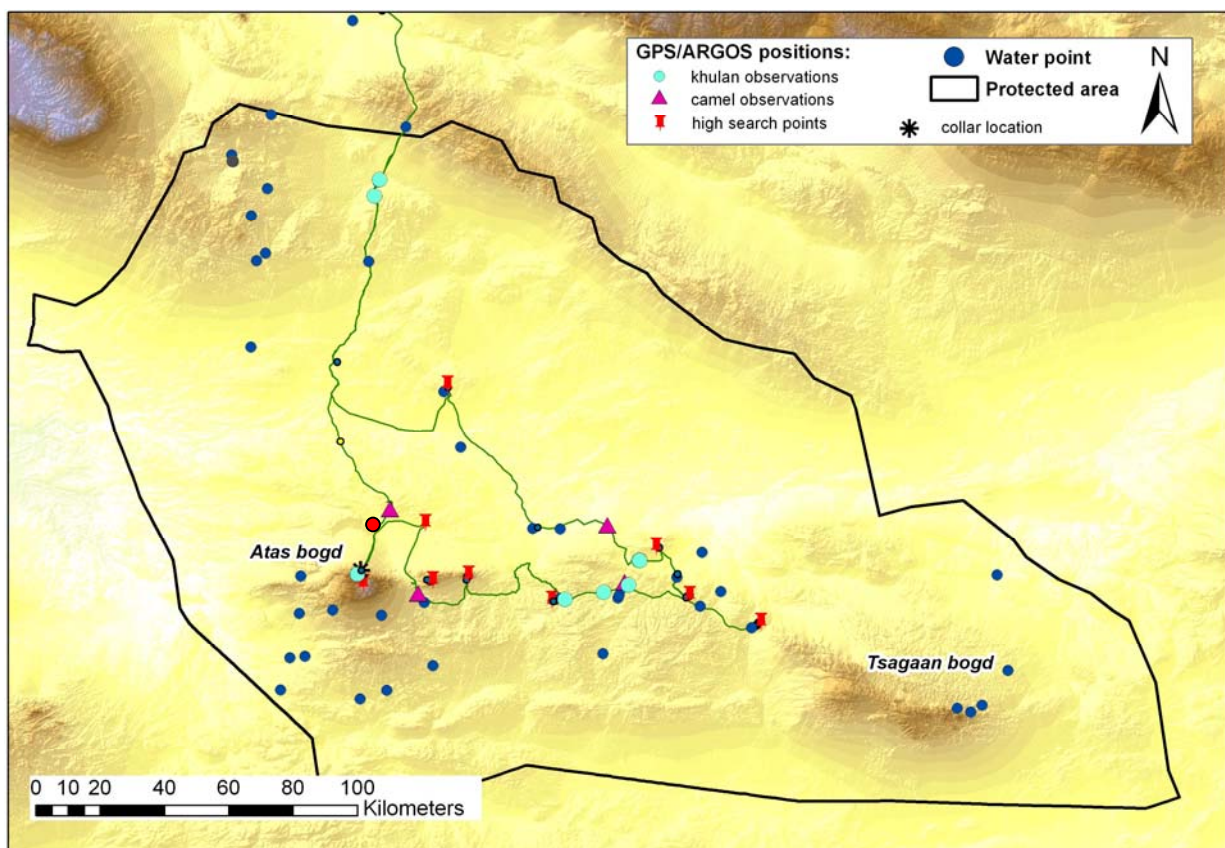 GPS/ARGOS positions:
khulan observations
camel observations
high search points
Water point
Protected area
collar location
N
Atas bogd
Tsagaan bogd
0 10 20 40 60 80 100
Kilometers